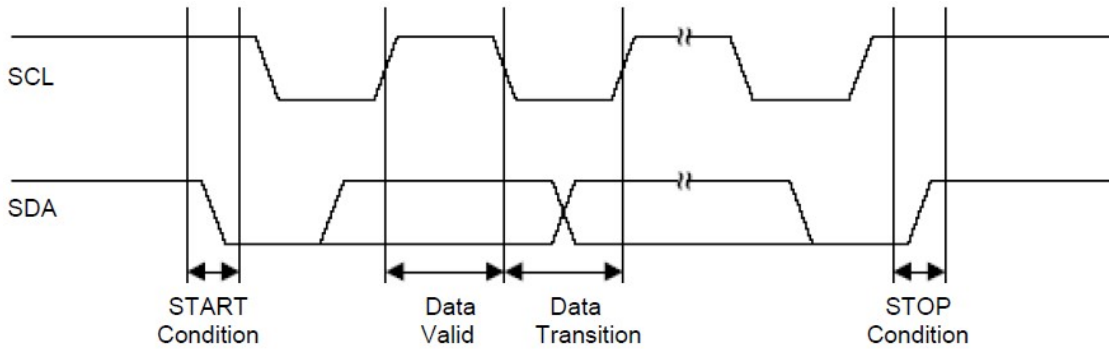 SCL
SDA
START
Condition
Data
Valid
Data
Transition
STOP
Condition